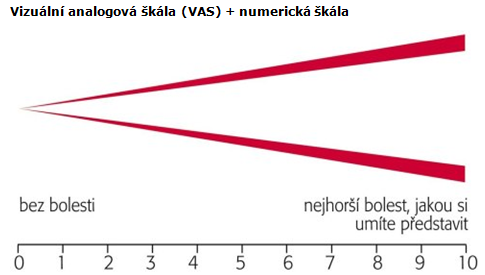 Vizuální analogová škála (VAS) + numerická škála
bez bolesti
nejhorší bolest, jakou si
umíte představit
0 1 2 3 4 5 6 7 8 9 10